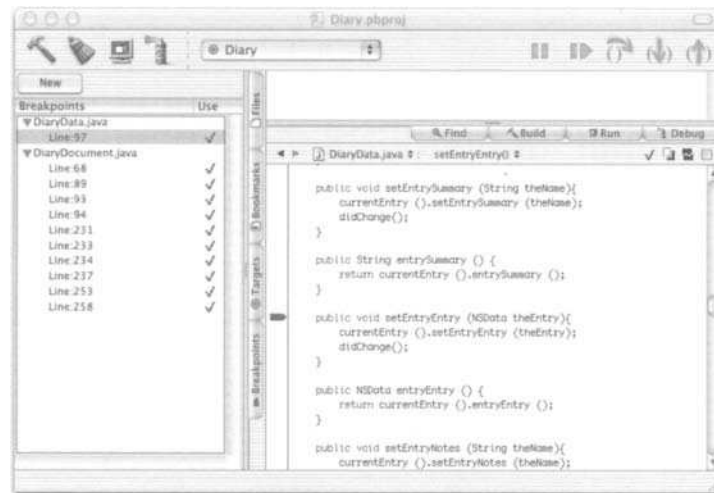 Diary.pbproj
Diary
New
Breakpoints Use
DiaryData.java
Line:97
DiaryDocument.java
Line:68
Line:89
Line:93
Line:94
Line:231
Line:233
Line:234
Line:237
Line:253
Line:258
Files
Bookmarks
Targets
Breakpoints
Find Build Run Debug
DiaryData.java : setEntryEntry()
public void setEntrySummary (String theName){
currentEntry ().setEntrySummary (theName);
didChange();
}
public String entrySummary () {
return currentEntry ().entrySummary ();
}
public void setEntryEntry (NSData theEntry){
currentEntry ().setEntryEntry (theEntry);
didChange();
}
public NSData entryEntry () {
return currentEntry ().entryEntry ();
}
public void setEntryNotes (String theName){
currentEntry ().setEntryNotes (theName);